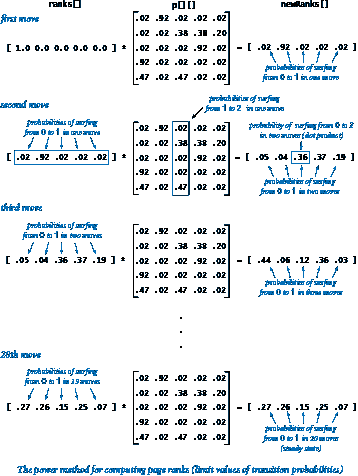 ranks[] p[][] newRanks[]
first move
.02 .92 .02 .02 .02
.02 .02 .38 .38 .20
[ 1.0 0.0 0.0 0.0 0.0 ] * .02 .02 .02 .92 .02 = [ .02 .92 .02 .02 .02 ]
.92 .02 .02 .02 .02
.47 .02 .47 .02 .02
probabilities of surfing
from 0 to i in one move
second move
probabilities of surfing
from i to 2 in one move
probabilities of surfing
from 0 to i in one move
probability of surfing from 0 to 2
in two moves (dot product)
.02 .92 .02 .02 .02
.02 .02 .38 .38 .20
[ .02 .92 .02 .02 .02 ] * .02 .02 .02 .92 .02 = [ .05 .04 .36 .37 .19 ]
.92 .02 .02 .02 .02
.47 .02 .47 .02 .02
probabilities of surfing
from 0 to i in two moves
third move
probabilities of surfing
from 0 to i in two moves
.02 .92 .02 .02 .02
.02 .02 .38 .38 .20
[ .05 .04 .36 .37 .19 ] * .02 .02 .02 .92 .02 = [ .44 .06 .12 .36 .03 ]
.92 .02 .02 .02 .02
.47 .02 .47 .02 .02
probabilities of surfing
from 0 to i in three moves
.
.
.
20th move
probabilities of surfing
from 0 to i in 19 moves
.02 .92 .02 .02 .02
.02 .02 .38 .38 .20
[ .27 .26 .15 .25 .07 ] * .02 .02 .02 .92 .02 = [ .27 .26 .15 .25 .07 ]
.92 .02 .02 .02 .02
.47 .02 .47 .02 .02
probabilities of surfing
from 0 to i in 20 moves
(steady state)
The power method for computing page ranks (limit values of transition probabilities)